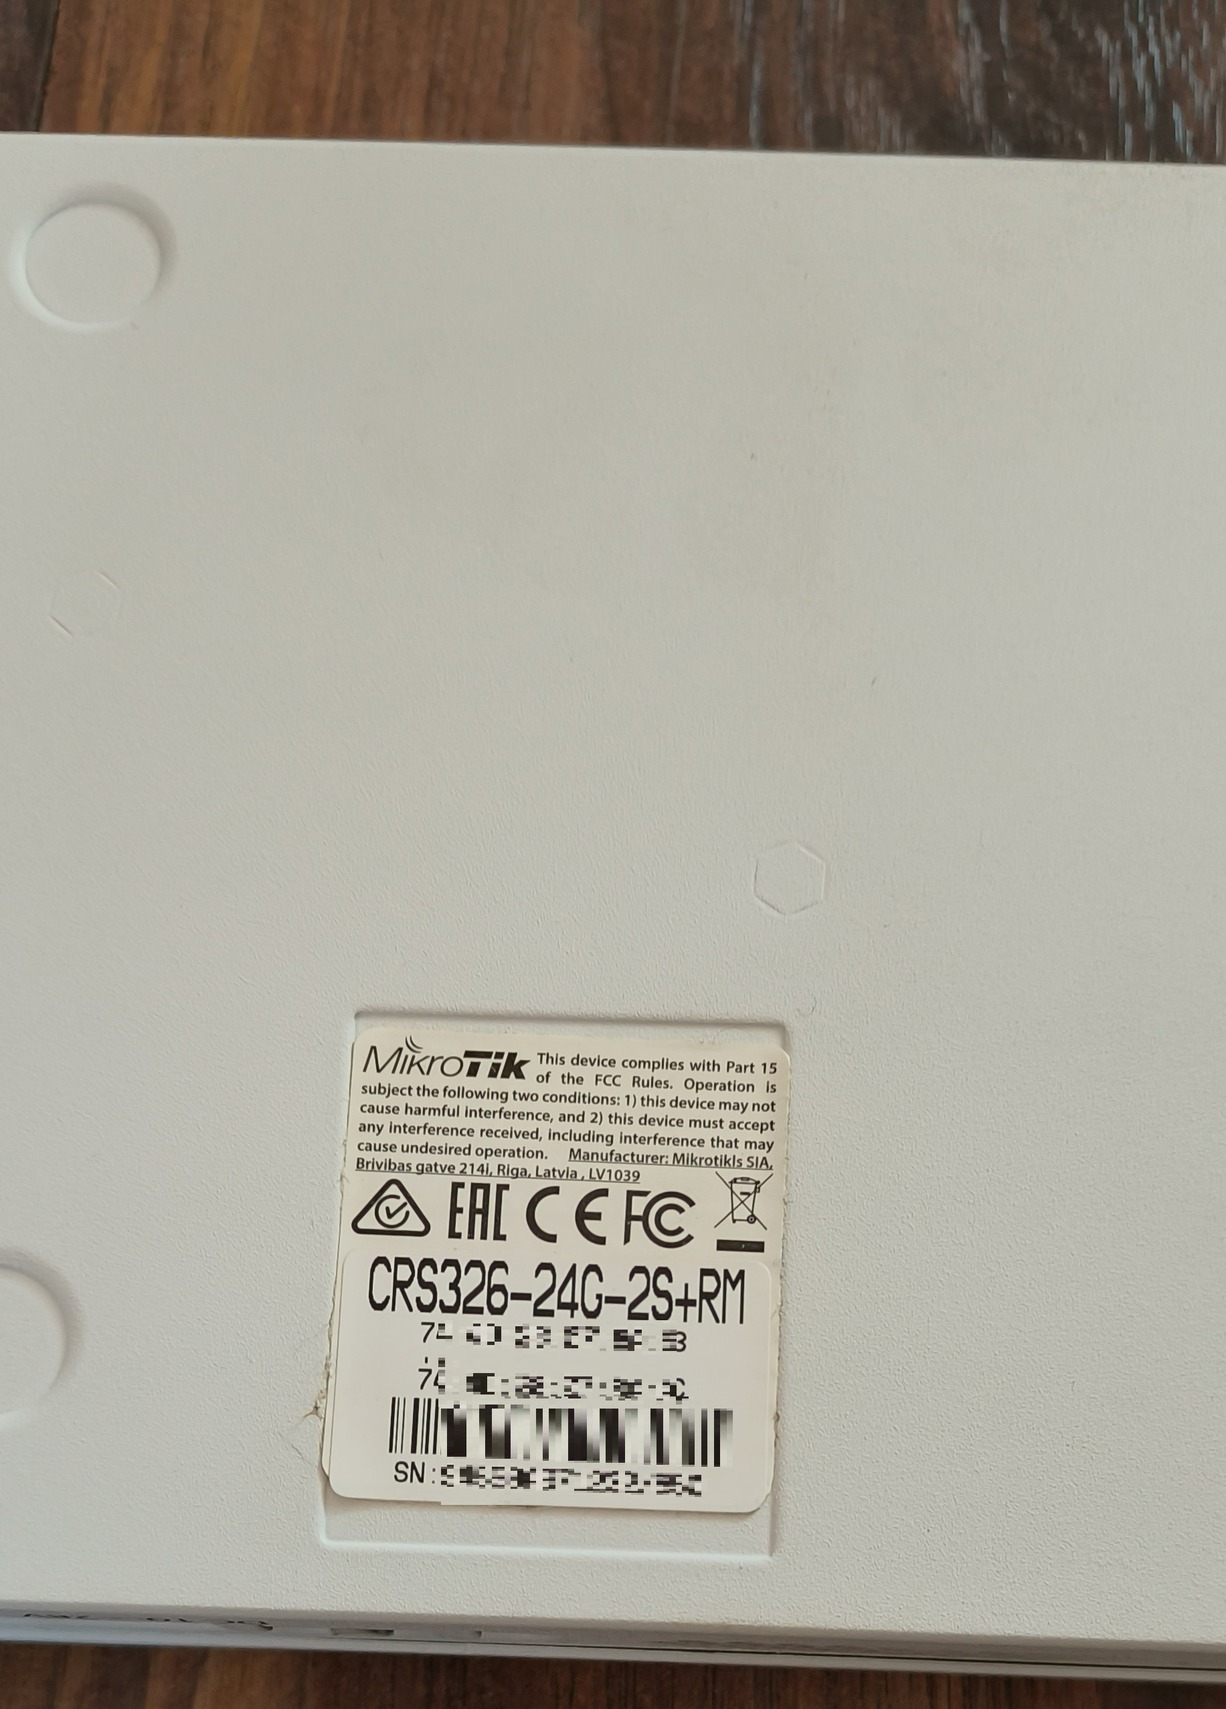 MikroTik This device complies with Part 15
of the FCC Rules. Operation is
subject the following two conditions: 1) this device may not
cause harmful interference, and 2) this device must accept
any interference received, including interference that may
cause undesired operation. Manufacturer: Mikrotikls SIA,
Brivibas gatve 214i, Riga, Latvia , LV1039
EAC CE FC
CRS326-24G-2S+RM
SN: